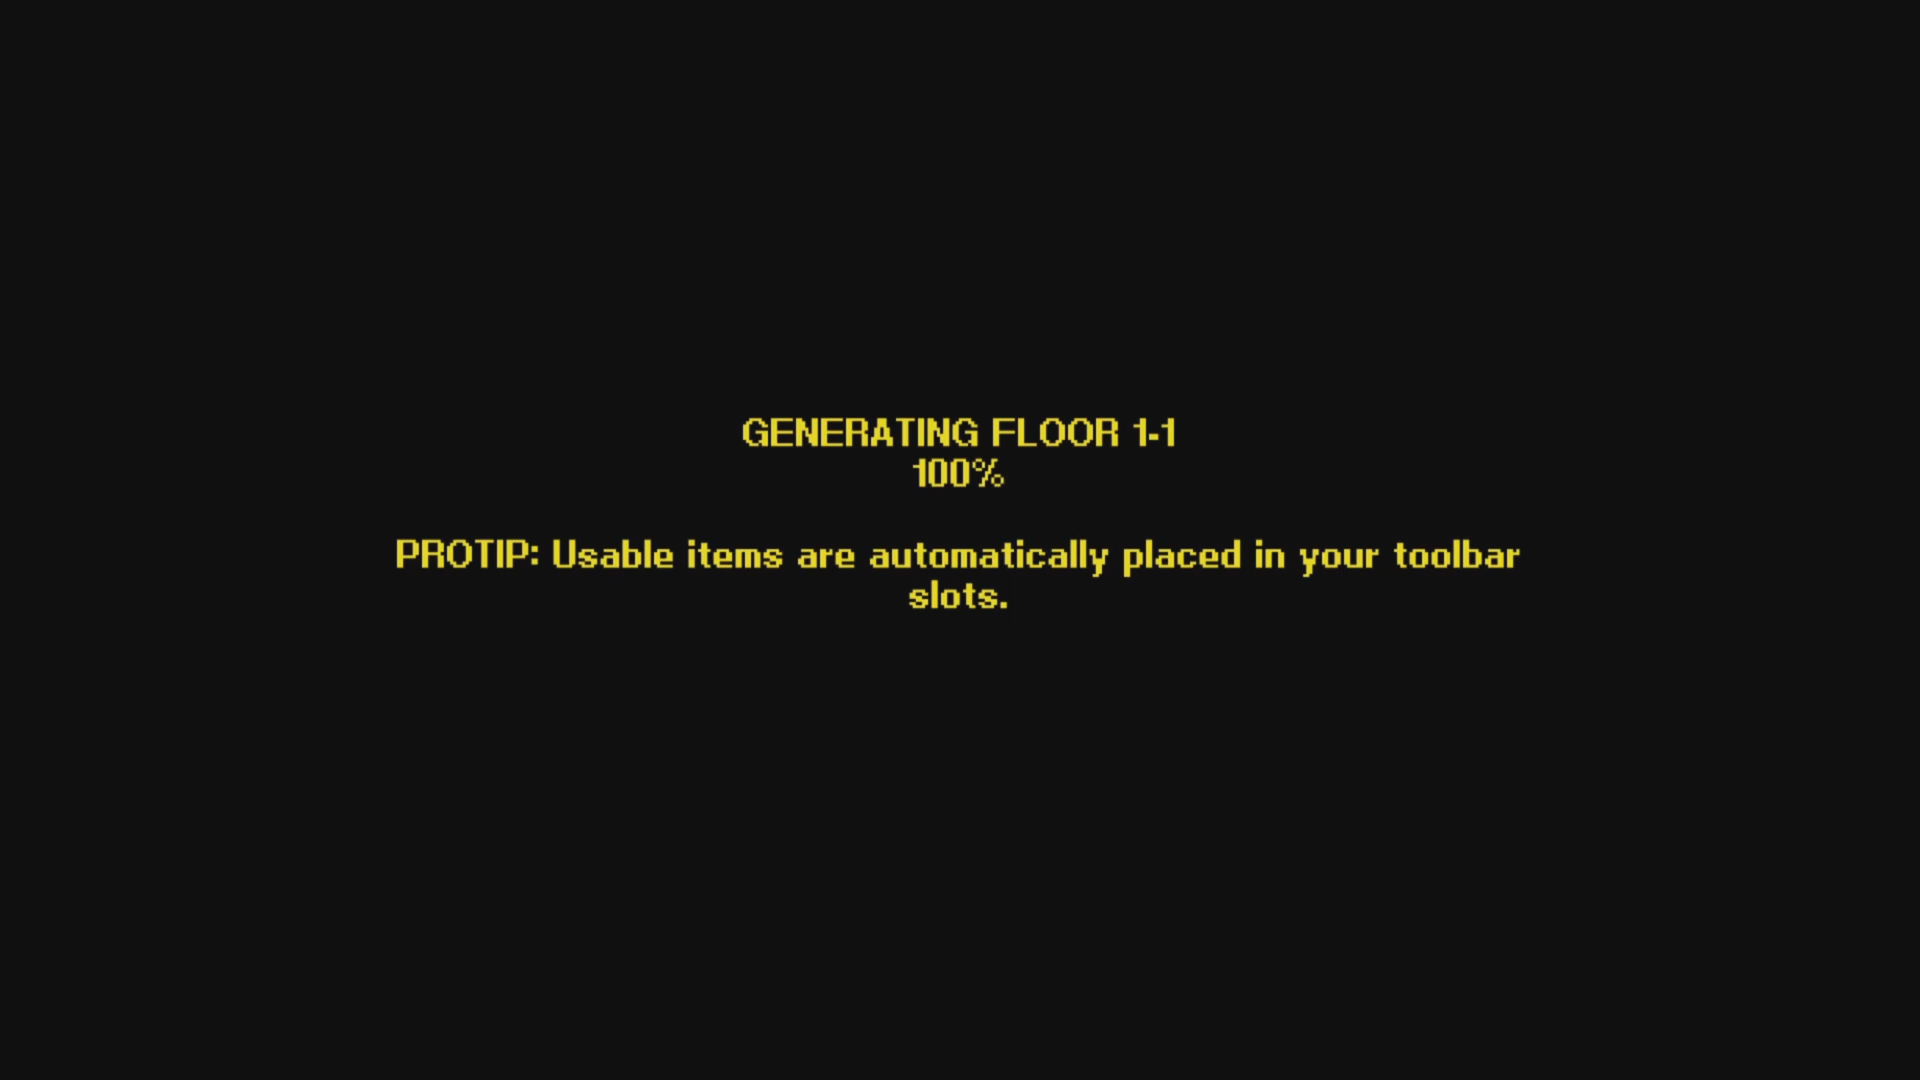 GENERATING FLOOR 1-1
100%
PROTIP: Usable items are automatically placed in your toolbar
slots.